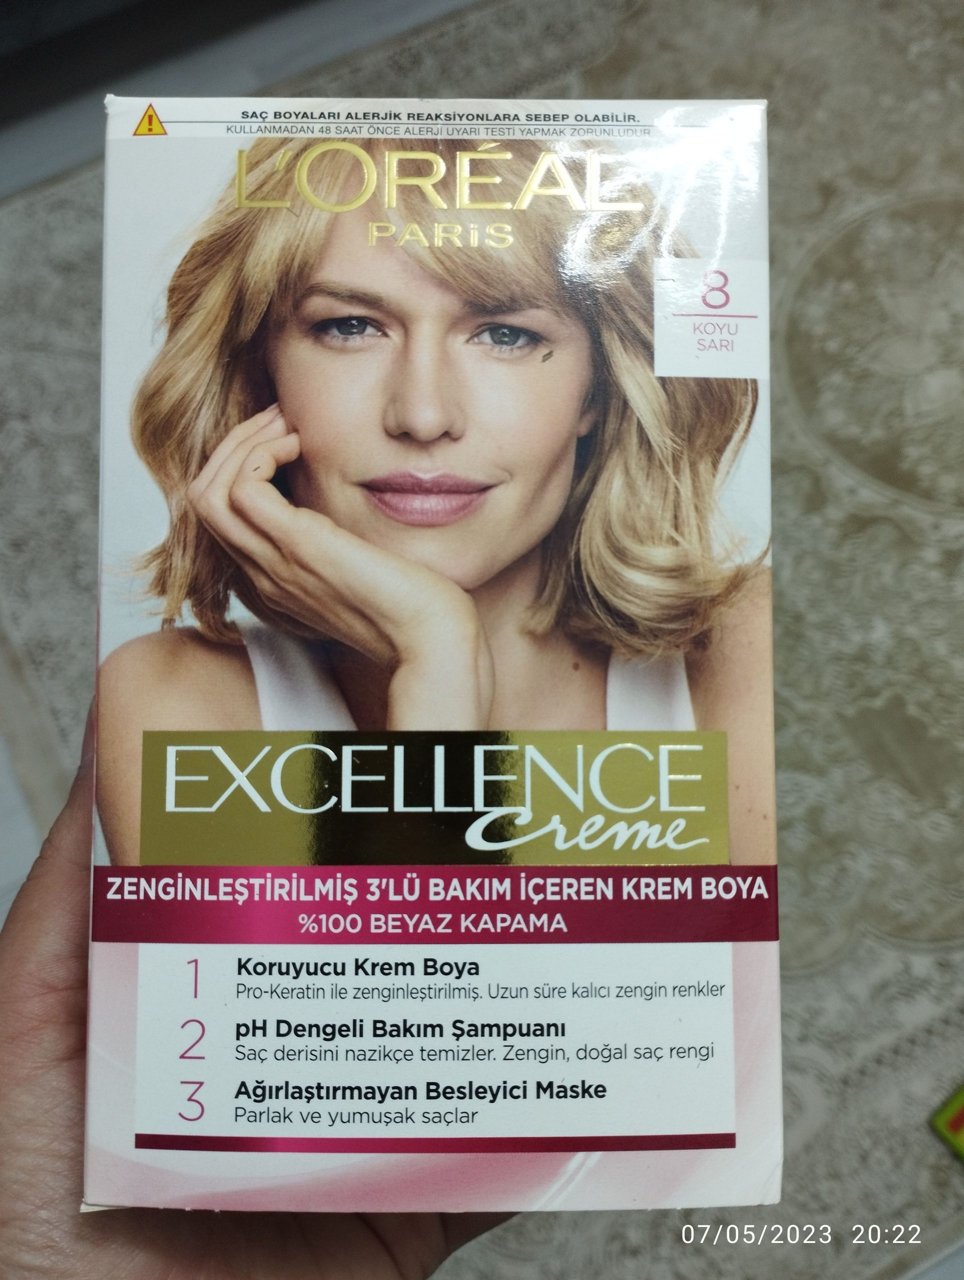 SAÇ BOYALARI ALERJİK REAKSİYONLARA SEBEP OLABİLİR.
KULLANMADAN 48 SAAT ÖNCE ALERJİ UYARI TESTİ YAPMAK ZORUNLUDUR
L'ORÉAL
PARiS
8
KOYU
SARI
EXCELLENCE
Creme
ZENGİNLEŞTİRİLMİŞ 3'LÜ BAKIM İÇEREN KREM BOYA
%100 BEYAZ KAPAMA
1 Koruyucu Krem Boya
Pro-Keratin ile zenginleştirilmiş. Uzun süre kalıcı zengin renkler
2 pH Dengeli Bakım Şampuanı
Saç derisini nazikçe temizler. Zengin, doğal saç rengi
3 Ağırlaştırmayan Besleyici Maske
Parlak ve yumuşak saçlar
07/05/2023 20:22